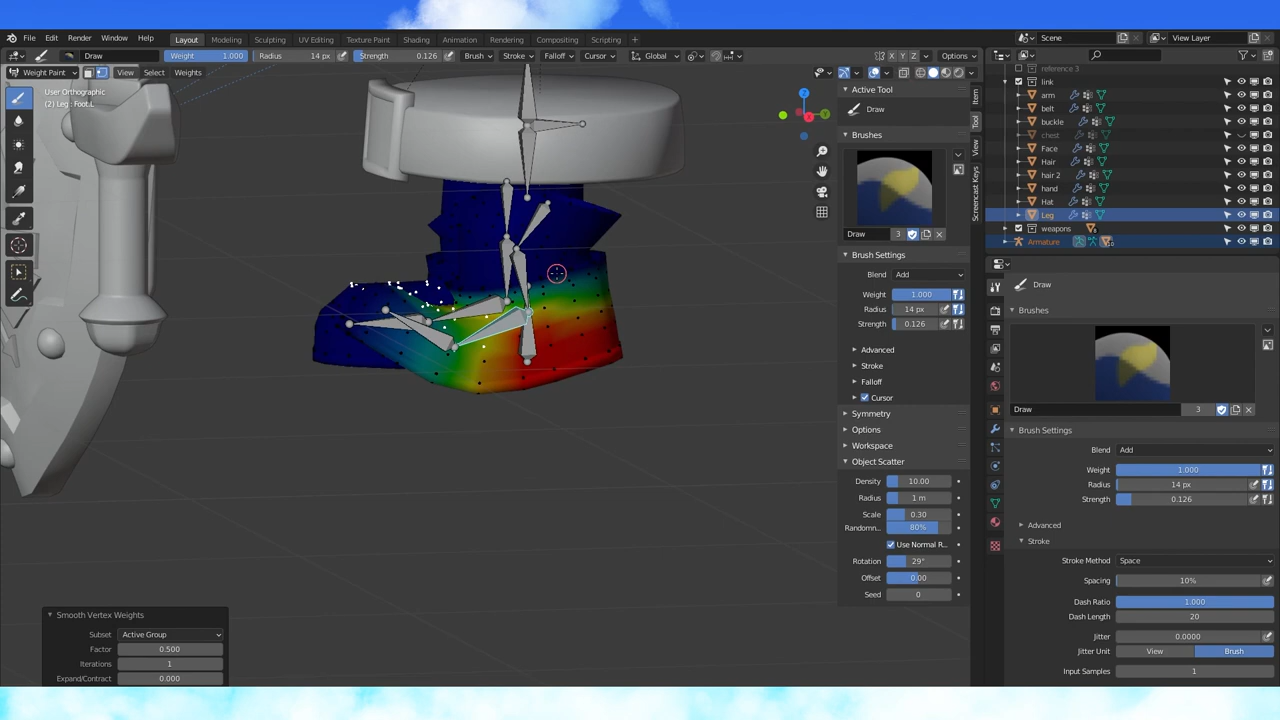 File Edit Render Window Help Layout Modeling Sculpting UV Editing Texture Paint Shading Animation Rendering Compositing Scripting + Scene View Layer
Draw Weight 1.000 Radius 14 px Strength 0.126 Brush Stroke Falloff Cursor Global X Y Z Options
Weight Paint View Select Weights
User Orthographic
(2) Leg : Foot.L
Z
Y
X
Active Tool
Draw
Brushes
Draw 3
Brush Settings
Blend Add
Weight 1.000
Radius 14 px
Strength 0.126
Advanced
Stroke
Falloff
Cursor
Symmetry
Options
Workspace
Object Scatter
Density 10.00
Radius 1 m
Scale 0.30
Randomn... 80%
Use Normal R...
Rotation 29°
Offset 0.00
Seed 0
Item
Tool
View
Screencast Keys
reference 3
link
arm
belt
buckle
chest
Face
Hair
hair 2
hand
Hat
Leg
weapons
Armature
Draw
Brushes
Draw 3
Brush Settings
Blend Add
Weight 1.000
Radius 14 px
Strength 0.126
Advanced
Stroke
Stroke Method Space
Spacing 10%
Dash Ratio 1.000
Dash Length 20
Jitter 0.0000
Jitter Unit View Brush
Input Samples 1
Smooth Vertex Weights
Subset Active Group
Factor 0.500
Iterations 1
Expand/Contract 0.000